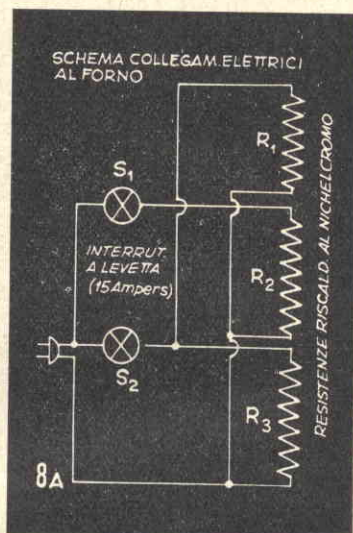 SCHEMA COLLEGAM. ELETTRICI
AL FORNO
R1
S1
INTERRUT.
A LEVETTA
(15 Ampers)
R2
S2
R3
8A
RESISTENZE RISCALD. AL NICHELCROMO